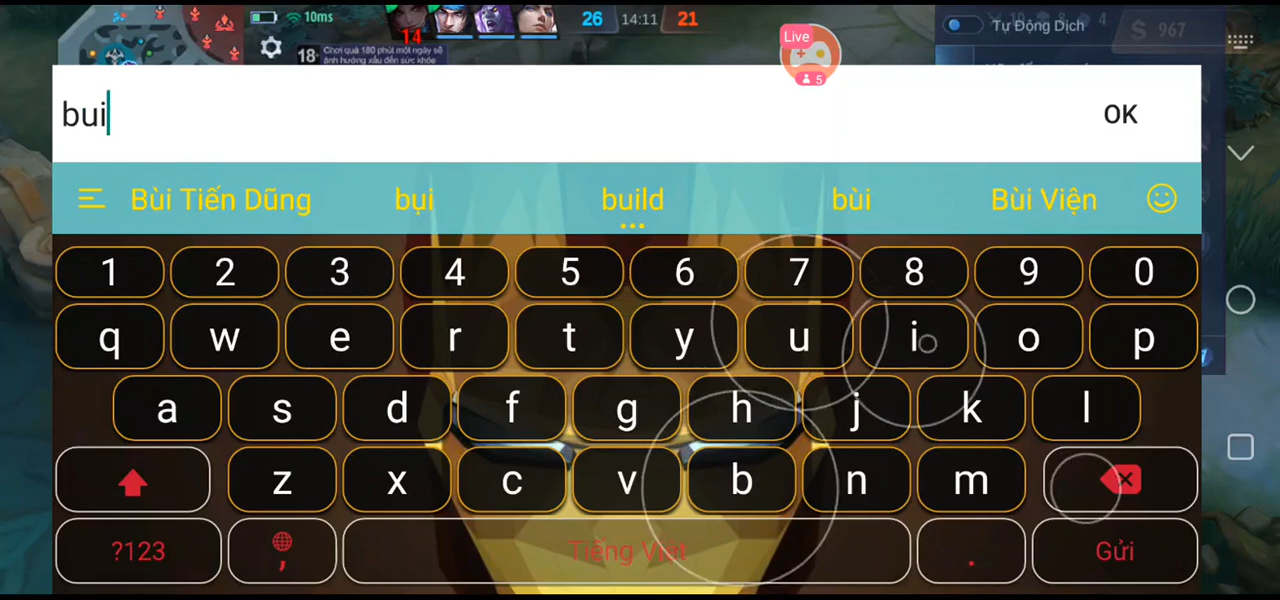 10ms
26 14:11 21
14
18+ Chơi quá 180 phút một ngày sẽ
ảnh hưởng xấu đến sức khỏe
Live
5
Tự Động Dịch
4
$ 967
bui
OK
Bùi Tiến Dũng bụi build bùi Bùi Viện
1 2 3 4 5 6 7 8 9 0
q w e r t y u i o p
a s d f g h j k l
z x c v b n m
?123 , Tiếng Việt . Gửi